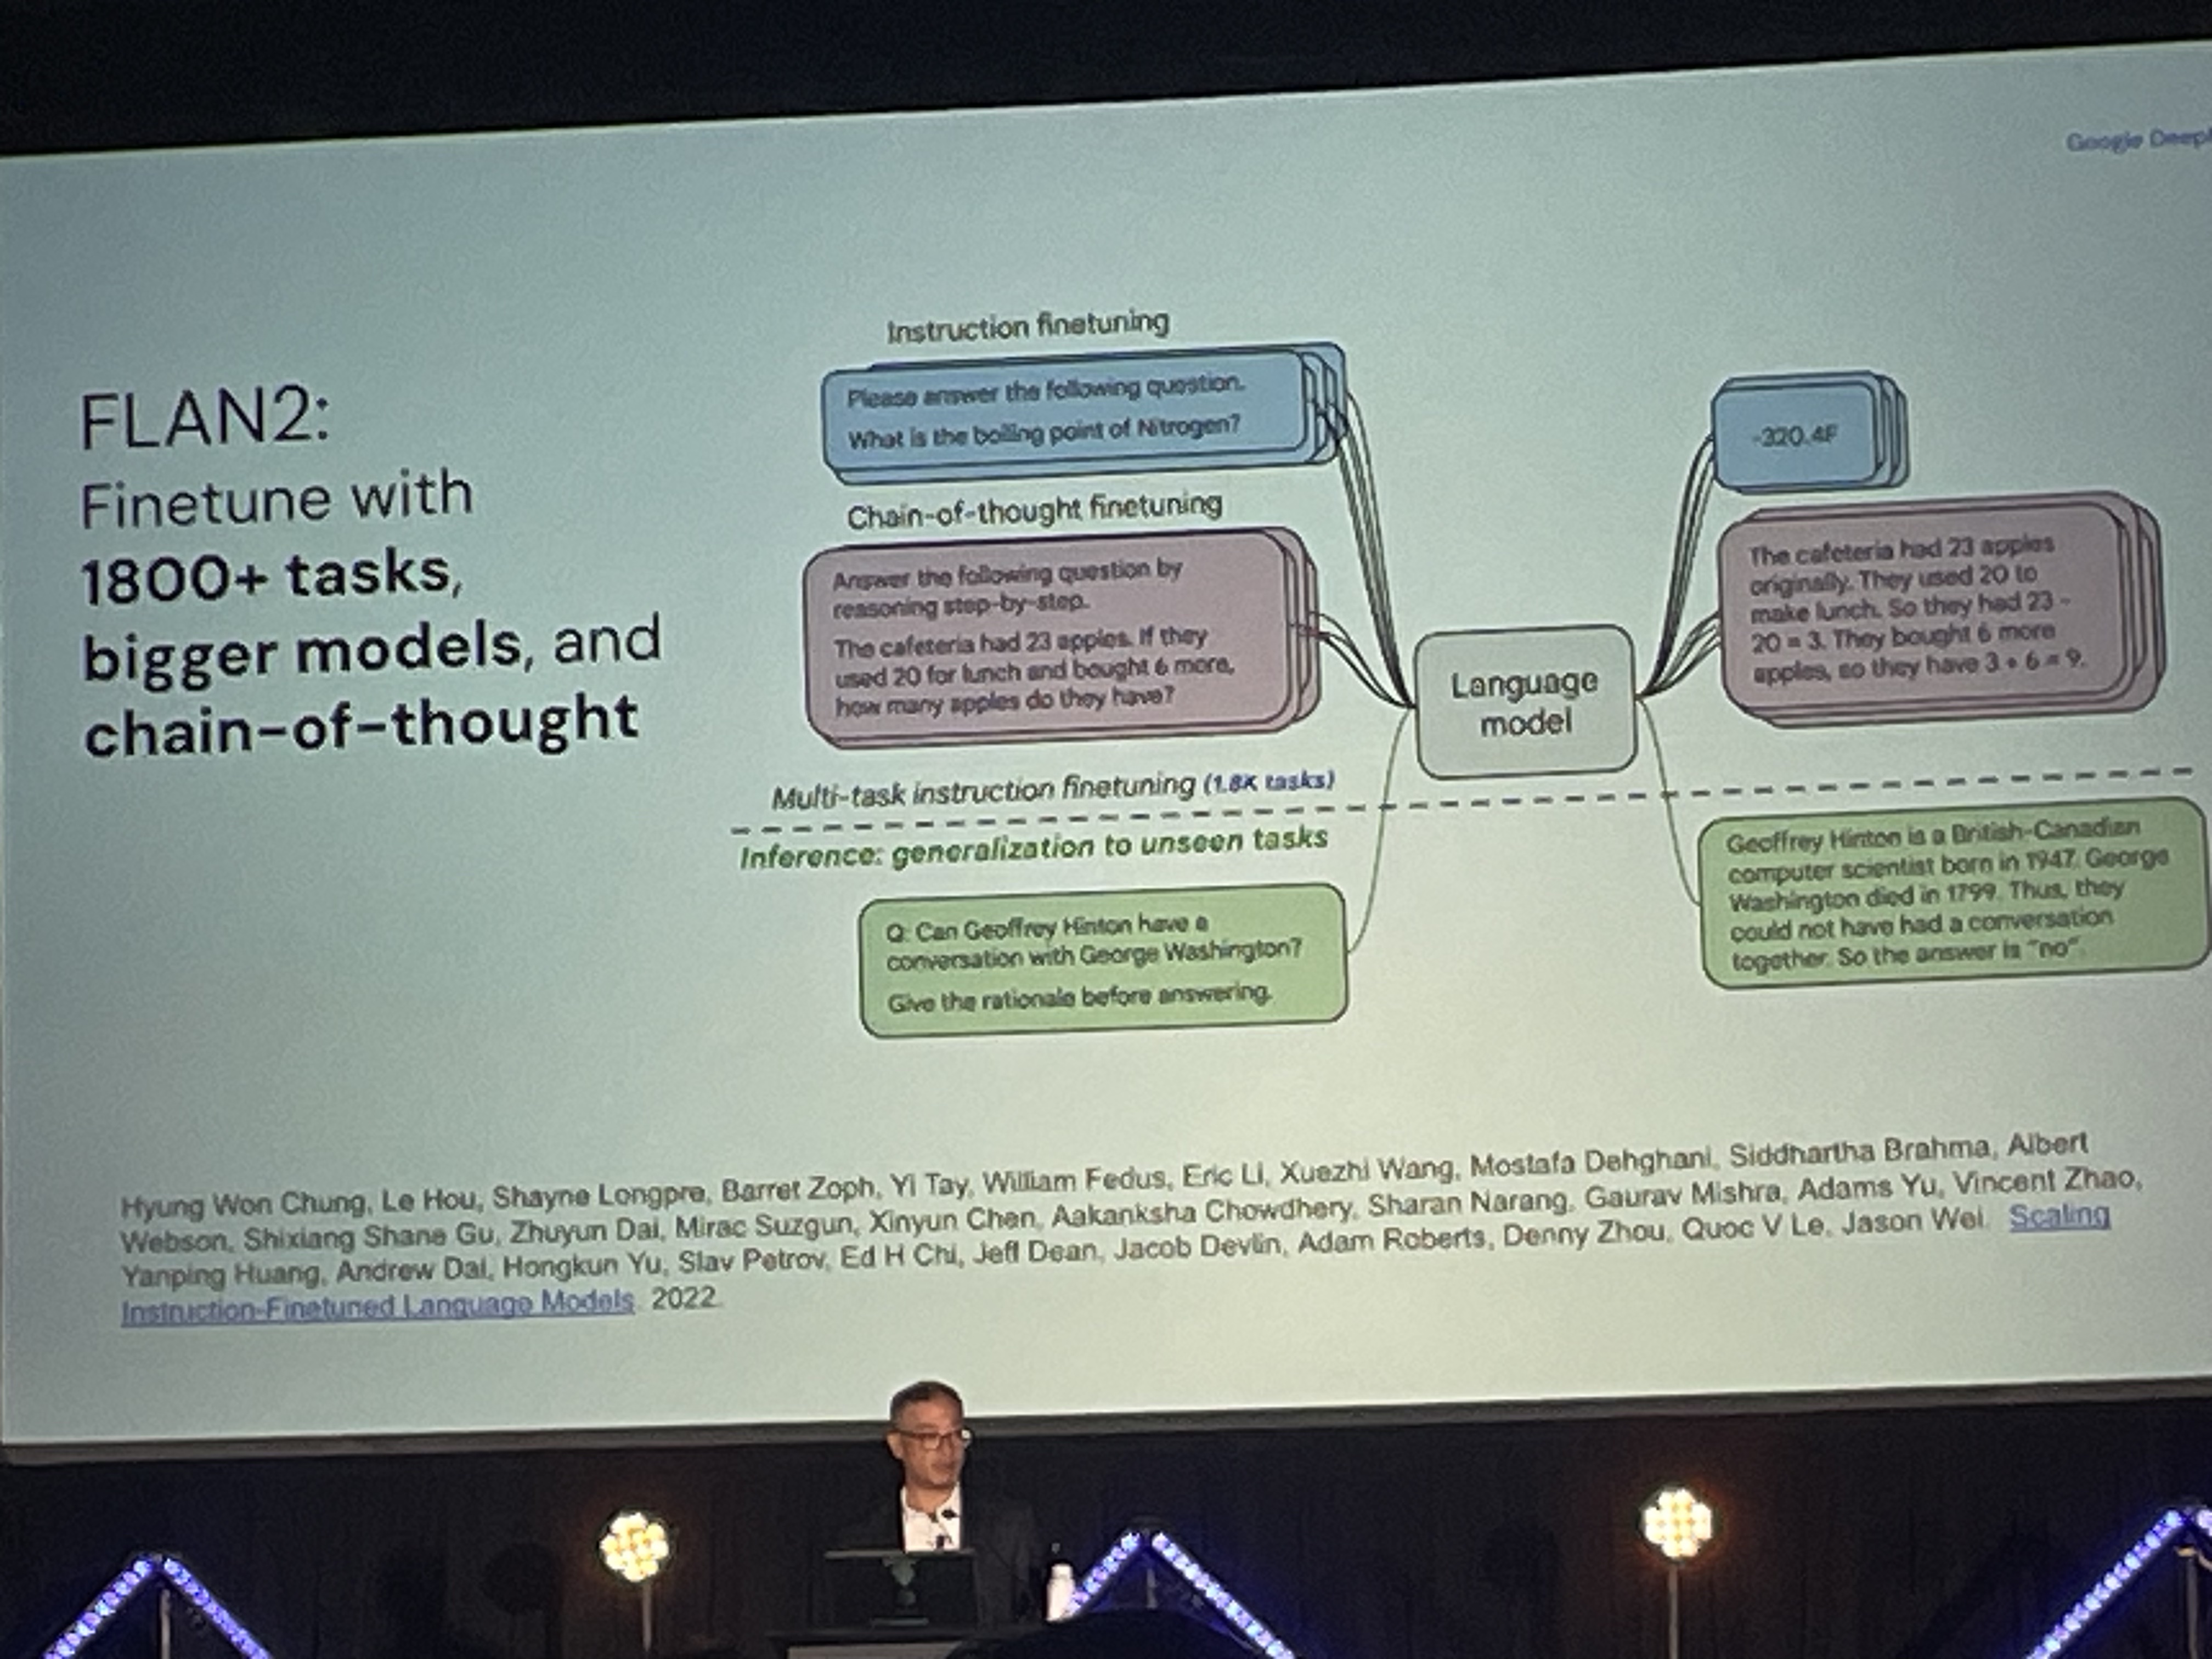 Google Deep
FLAN2:
Finetune with
1800+ tasks,
bigger models, and
chain-of-thought
Instruction finetuning
Please answer the following question.
What is the boiling point of Nitrogen?
Chain-of-thought finetuning
Answer the following question by
reasoning step-by-step.
The cafeteria had 23 apples. If they
used 20 for lunch and bought 6 more,
how many apples do they have?
Multi-task instruction finetuning (1.8K tasks)
Inference: generalization to unseen tasks
Q: Can Geoffrey Hinton have a
conversation with George Washington?
Give the rationale before answering.
Language
model
-320.4F
The cafeteria had 23 apples
originally. They used 20 to
make lunch. So they had 23 -
20 = 3. They bought 6 more
apples, so they have 3 + 6 = 9.
Geoffrey Hinton is a British-Canadian
computer scientist born in 1947. George
Washington died in 1799. Thus, they
could not have had a conversation
together. So the answer is "no".
Hyung Won Chung, Le Hou, Shayne Longpre, Barret Zoph, Yi Tay, William Fedus, Eric Li, Xuezhi Wang, Mostafa Dehghani, Siddhartha Brahma, Albert
Webson, Shixiang Shane Gu, Zhuyun Dai, Mirac Suzgun, Xinyun Chen, Aakanksha Chowdhery, Sharan Narang, Gaurav Mishra, Adams Yu, Vincent Zhao,
Yanping Huang, Andrew Dai, Hongkun Yu, Slav Petrov, Ed H Chi, Jeff Dean, Jacob Devlin, Adam Roberts, Denny Zhou, Quoc V Le, Jason Wei. Scaling
Instruction-Finetuned Language Models. 2022.